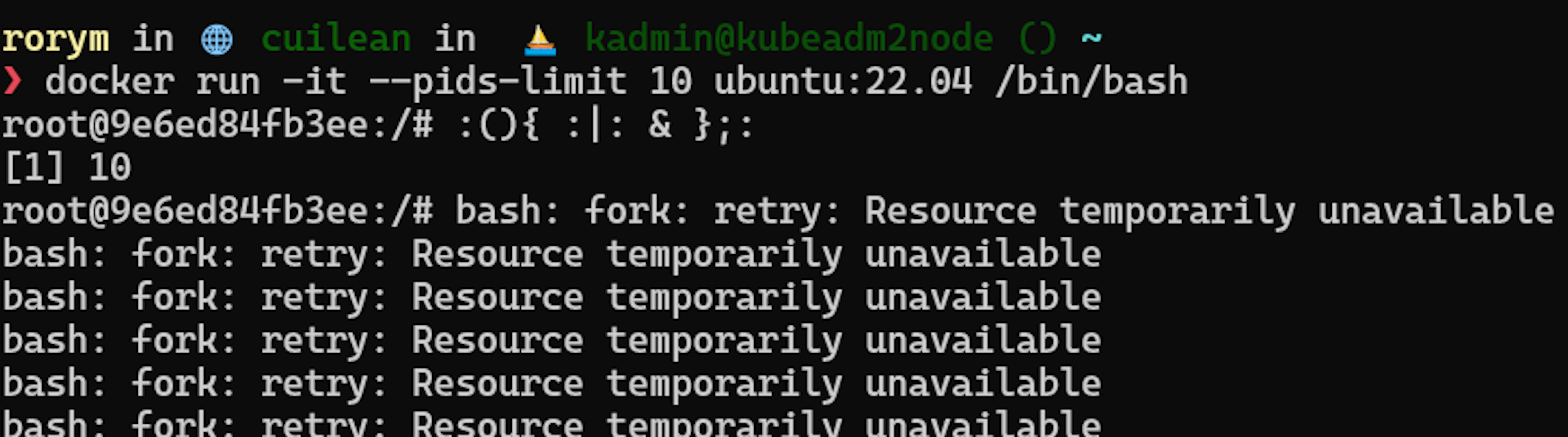 rorym in 🌐 cuilean in ⛵ kadmin@kubeadm2node () ~
❯ docker run -it --pids-limit 10 ubuntu:22.04 /bin/bash
root@9e6ed84fb3ee:/# :(){ :|: & };:
[1] 10
root@9e6ed84fb3ee:/# bash: fork: retry: Resource temporarily unavailable
bash: fork: retry: Resource temporarily unavailable
bash: fork: retry: Resource temporarily unavailable
bash: fork: retry: Resource temporarily unavailable
bash: fork: retry: Resource temporarily unavailable
bash: fork: retry: Resource temporarily unavailable